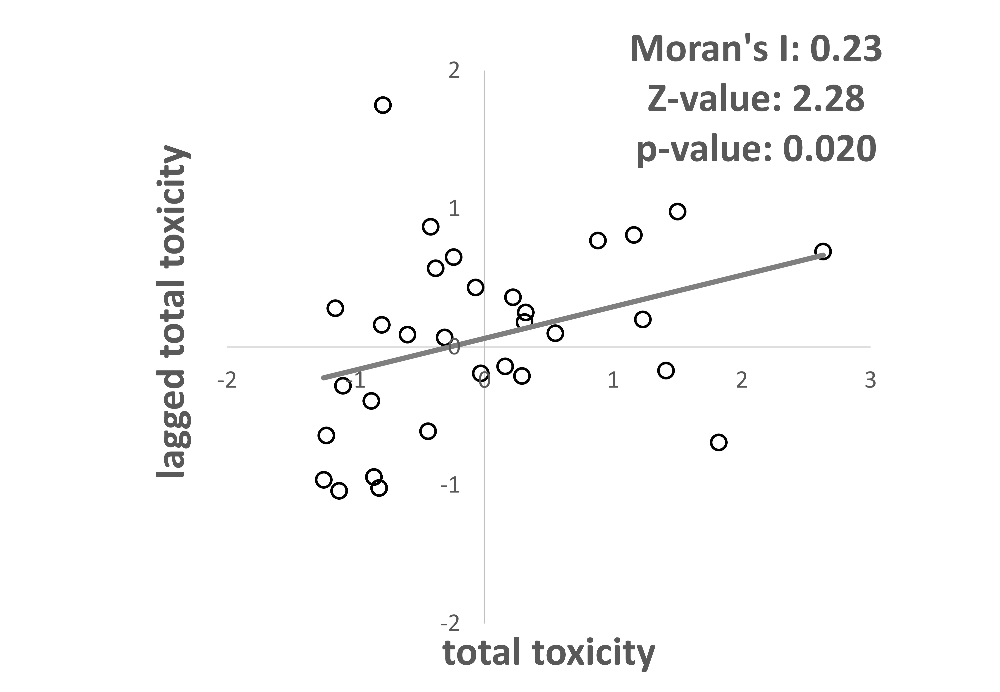 Moran's I: 0.23
Z-value: 2.28
p-value: 0.020
2
1
0
-1
-2
-2
-1
0
1
2
3
lagged total toxicity
total toxicity